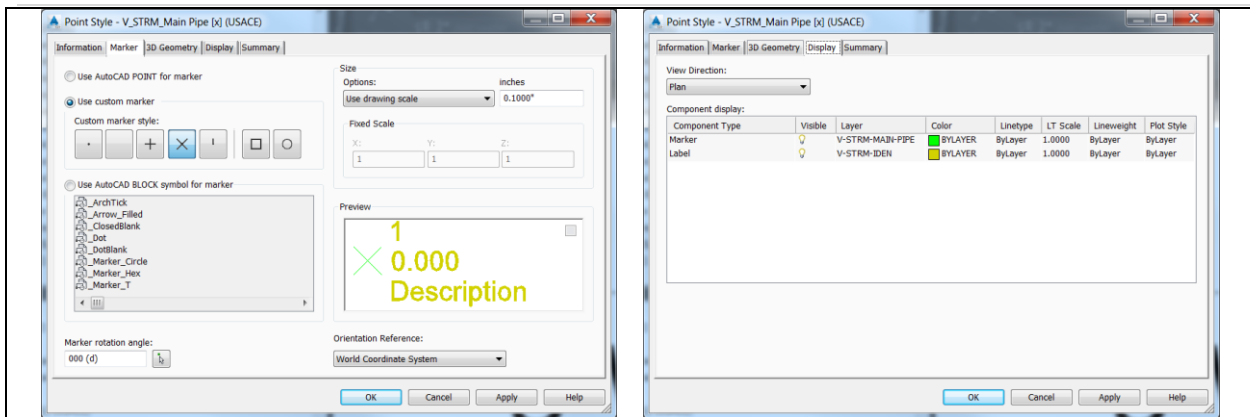 Point Style - V_STRM_Main Pipe [x] (USACE)
Information Marker 3D Geometry Display Summary
Use AutoCAD POINT for marker
Use custom marker
Custom marker style:
Use AutoCAD BLOCK symbol for marker
_ArchTick
_Arrow_Filled
_ClosedBlank
_Dot
_DotBlank
_Marker_Circle
_Marker_Hex
_Marker_T
Marker rotation angle:
000 (d)
Size
Options: inches
Use drawing scale 0.1000"
Fixed Scale
X: Y: Z:
1 1 1
Preview
1
0.000
Description
Orientation Reference:
World Coordinate System
OK Cancel Apply Help
Point Style - V_STRM_Main Pipe [x] (USACE)
Information Marker 3D Geometry Display Summary
View Direction:
Plan
Component display:
Component Type Visible Layer Color Linetype LT Scale Lineweight Plot Style
Marker V-STRM-MAIN-PIPE BYLAYER ByLayer 1.0000 ByLayer ByLayer
Label V-STRM-IDEN BYLAYER ByLayer 1.0000 ByLayer ByLayer
OK Cancel Apply Help